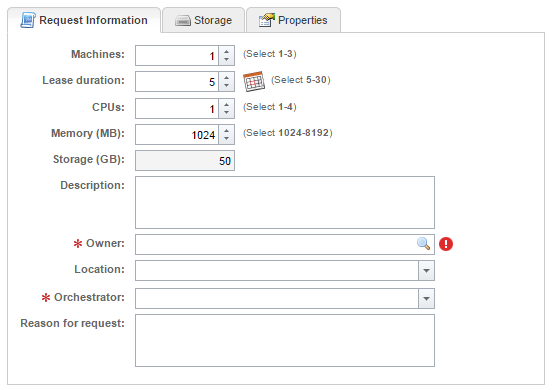 Request Information Storage Properties
Machines: 1 (Select 1-3)
Lease duration: 5 (Select 5-30)
CPUs: 1 (Select 1-4)
Memory (MB): 1024 (Select 1024-8192)
Storage (GB): 50
Description:
* Owner:
Location:
* Orchestrator:
Reason for request: